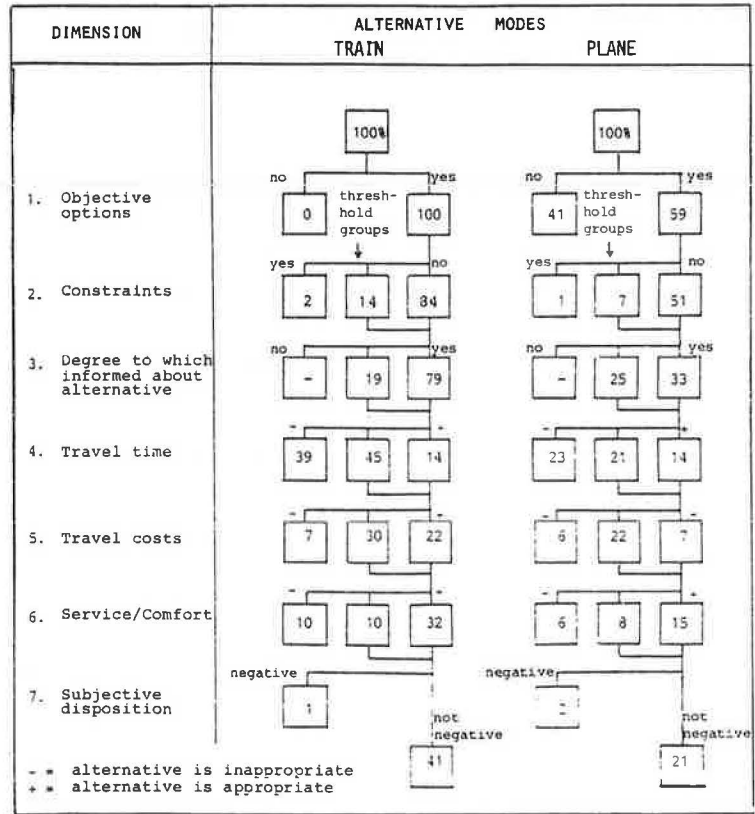 DIMENSION
ALTERNATIVE MODES
TRAIN PLANE
100% 100%
no yes no yes
1. Objective options
0 thresh-hold groups 100 41 thresh-hold groups 59
yes no yes no
2. Constraints
2 14 84 1 7 51
no yes no yes
3. Degree to which informed about alternative
- 19 79 - 25 33
- + - +
4. Travel time
39 45 14 23 21 14
- - - -
5. Travel costs
7 30 22 6 22 7
- + - +
6. Service/Comfort
10 10 32 6 8 15
negative negative
7. Subjective disposition
1
not negative not negative
41 21
- = alternative is inappropriate
+ = alternative is appropriate